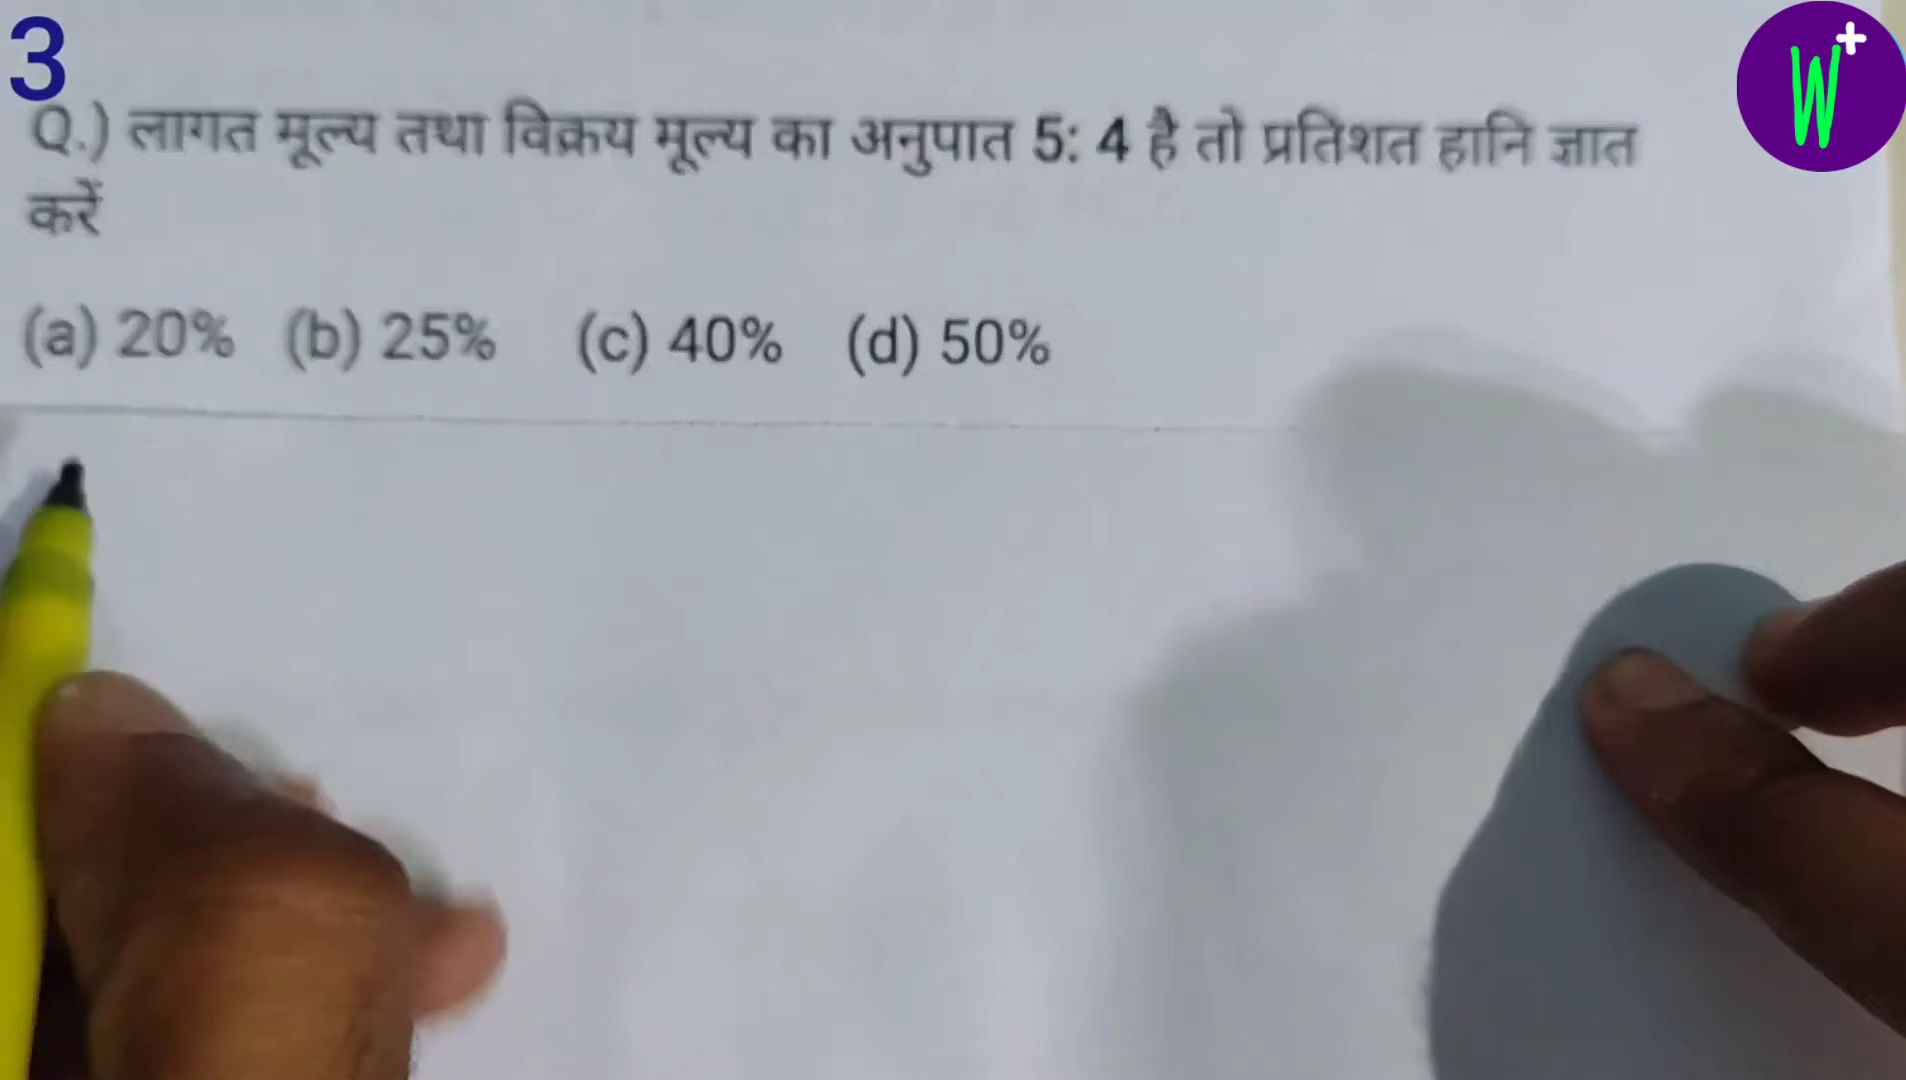 3
W+
Q.) लागत मूल्य तथा विक्रय मूल्य का अनुपात 5: 4 है तो प्रतिशत हानि ज्ञात
करें
(a) 20% (b) 25% (c) 40% (d) 50%